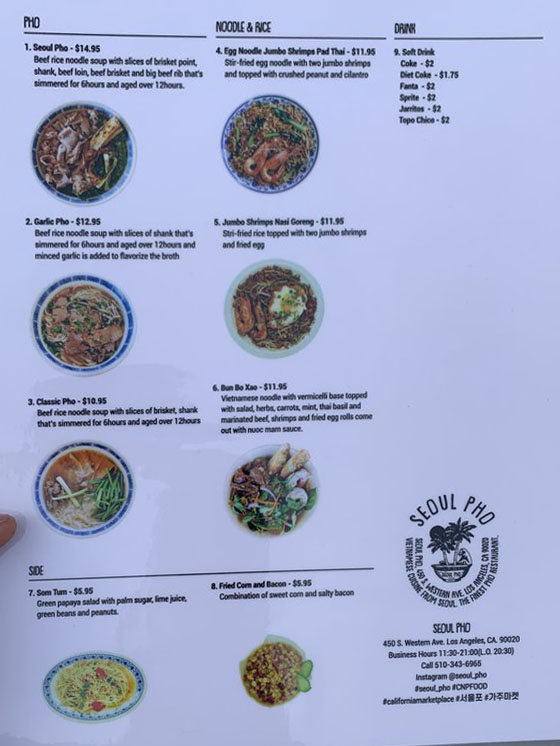 PHO
1. Seoul Pho - $14.95
Beef rice noodle soup with slices of brisket point,
shank, beef loin, beef brisket and big beef rib that's
simmered for 6hours and aged over 12hours.
2. Garlic Pho - $12.95
Beef rice noodle soup with slices of shank that's
simmered for 6hours and aged over 12hours and
minced garlic is added to flavorize the broth
3. Classic Pho - $10.95
Beef rice noodle soup with slices of brisket, shank
that's simmered for 6hours and aged over 12hours
NOODLE & RICE
4. Egg Noodle Jumbo Shrimps Pad Thai - $11.95
Stir-fried egg noodle with two jumbo shrimps
and topped with crushed peanut and cilantro
5. Jumbo Shrimps Nasi Goreng - $11.95
Stri-fried rice topped with two jumbo shrimps
and fried egg
6. Bun Bo Xao - $11.95
Vietnamese noodle with vermicelli base topped
with salad, herbs, carrots, mint, thai basil and
marinated beef, shrimps and fried egg rolls come
out with nuoc mam sauce.
DRINK
9. Soft Drink
Coke - $2
Diet Coke - $1.75
Fanta - $2
Sprite - $2
Jarritos - $2
Topo Chico - $2
SIDE
7. Som Tum - $5.95
Green papaya salad with palm sugar, lime juice,
green beans and peanuts.
8. Fried Corn and Bacon - $5.95
Combination of sweet corn and salty bacon
SEOUL PHO
SEOUL PHO, 450 S. WESTERN AVE. LOS ANGELES, CA. 90020
VIETNAMESE CUISINE FROM SEOUL. THE FINEST PHO RESTAURANT.
SEOUL PHO
SEOUL PHO
450 S. Western Ave. Los Angeles, CA. 90020
Business Hours 11:30-21:00(L.O. 20:30)
Call 510-343-6965
Instagram @seoul_pho
#seoul_pho #CNPFOOD
#californiamarketplace #서울포 #가주마켓